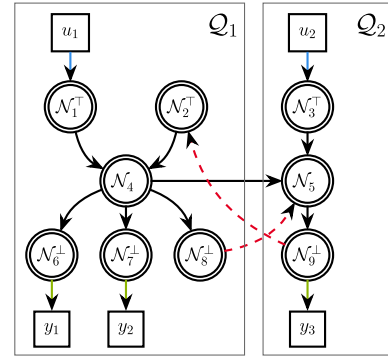 u₁ 𝒬₁ u₂ 𝒬₂
𝒩₁^⊤ 𝒩₂^⊤ 𝒩₃^⊤
𝒩₄ 𝒩₅
𝒩₆^⊥ 𝒩₇^⊥ 𝒩₈^⊥ 𝒩₉^⊥
y₁ y₂ y₃